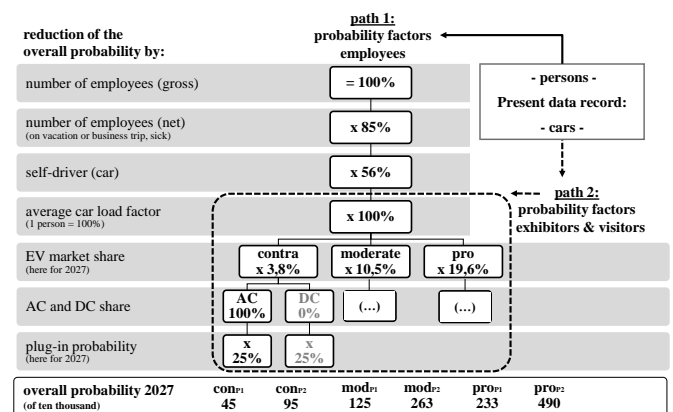 reduction of the
overall probability by:
path 1:
probability factors
employees
number of employees (gross)
= 100%
- persons -
Present data record:
- cars -
number of employees (net)
(on vacation or business trip, sick)
x 85%
self-driver (car)
x 56%
path 2:
probability factors
exhibitors & visitors
average car load factor
(1 person = 100%)
x 100%
EV market share
(here for 2027)
contra
x 3,8%
moderate
x 10,5%
pro
x 19,6%
AC and DC share
AC
100%
DC
0%
(…)
(…)
plug-in probability
(here for 2027)
x
25%
x
25%
overall probability 2027
(of ten thousand)
conP1 conP2 modP1 modP2 proP1 proP2
45 95 125 263 233 490